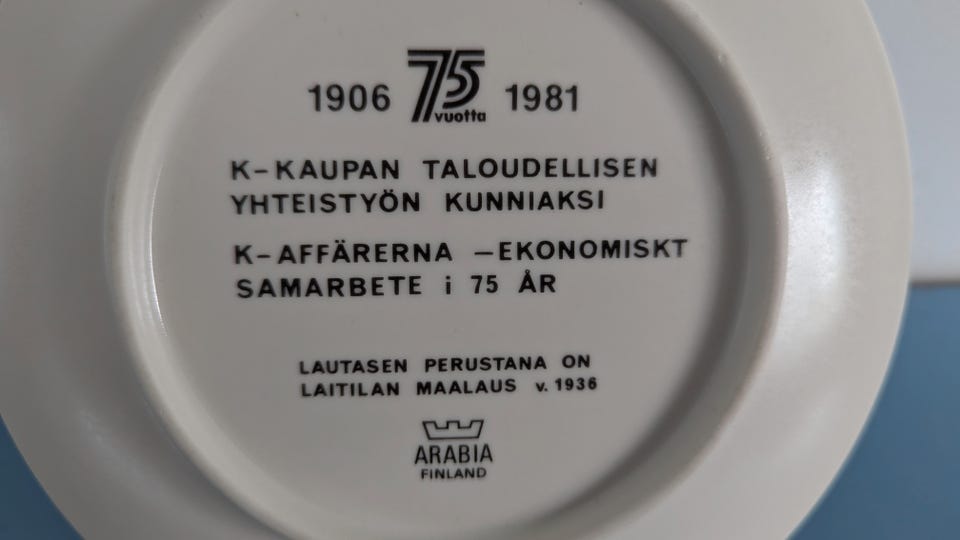 1906 75 vuotta 1981
K-KAUPAN TALOUDELLISEN
YHTEISTYÖN KUNNIAKSI
K-AFFÄRERNA -EKONOMISKT
SAMARBETE i 75 ÅR
LAUTASEN PERUSTANA ON
LAITILAN MAALAUS v. 1936
ARABIA
FINLAND